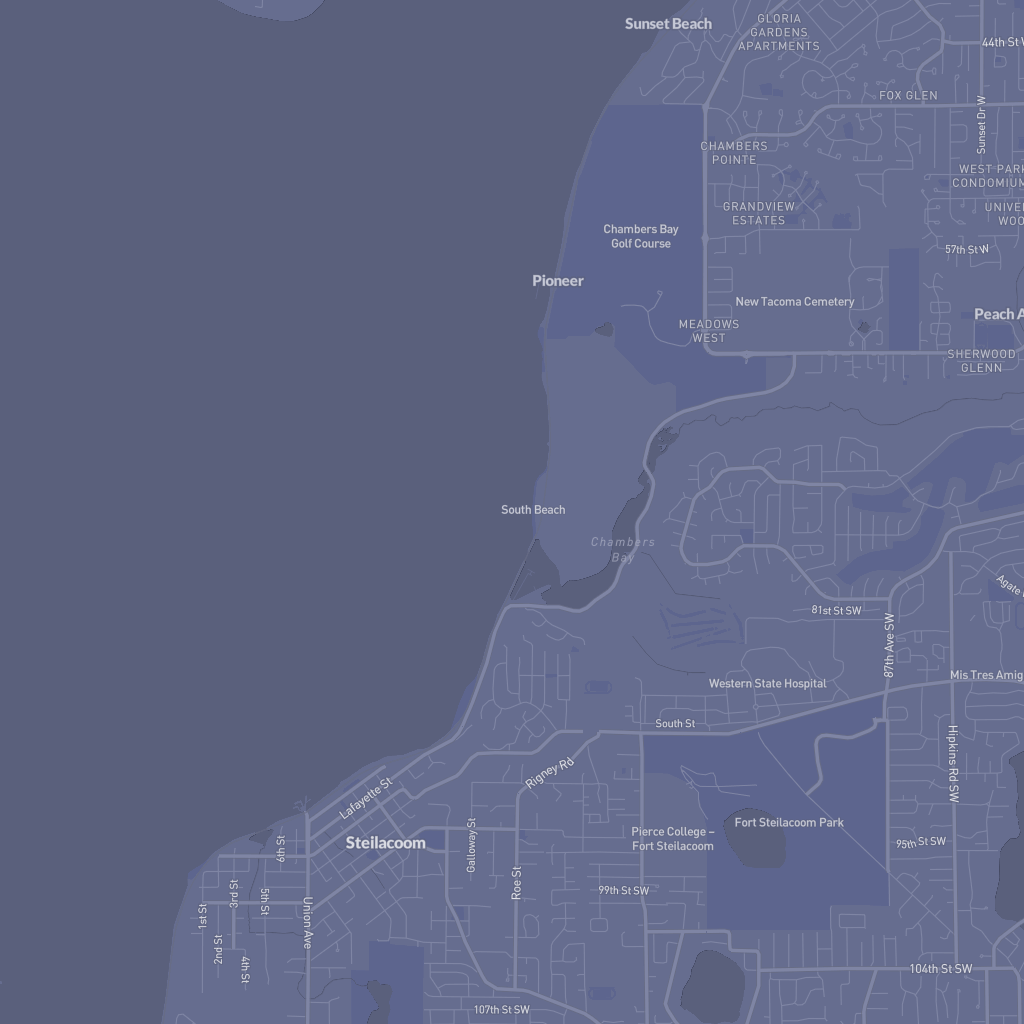 Sunset Beach
GLORIA
GARDENS
APARTMENTS
44th St W
FOX GLEN
Sunset Dr W
CHAMBERS
POINTE
WEST PARK
CONDOMIUM
GRANDVIEW
ESTATES
UNIVE
WOO
Chambers Bay
Golf Course
57th St W
Pioneer
New Tacoma Cemetery
Peach A
MEADOWS
WEST
SHERWOOD
GLENN
South Beach
Chambers
Bay
Agate
81st St SW
87th Ave SW
Mis Tres Amig
Western State Hospital
South St
Hipkins Rd SW
Rigney Rd
Lafayette St
Fort Steilacoom Park
Pierce College –
Fort Steilacoom
Steilacoom
Galloway St
6th St
95th St SW
99th St SW
Roe St
3rd St
5th St
1st St
Union Ave
2nd St
4th St
104th St SW
107th St SW